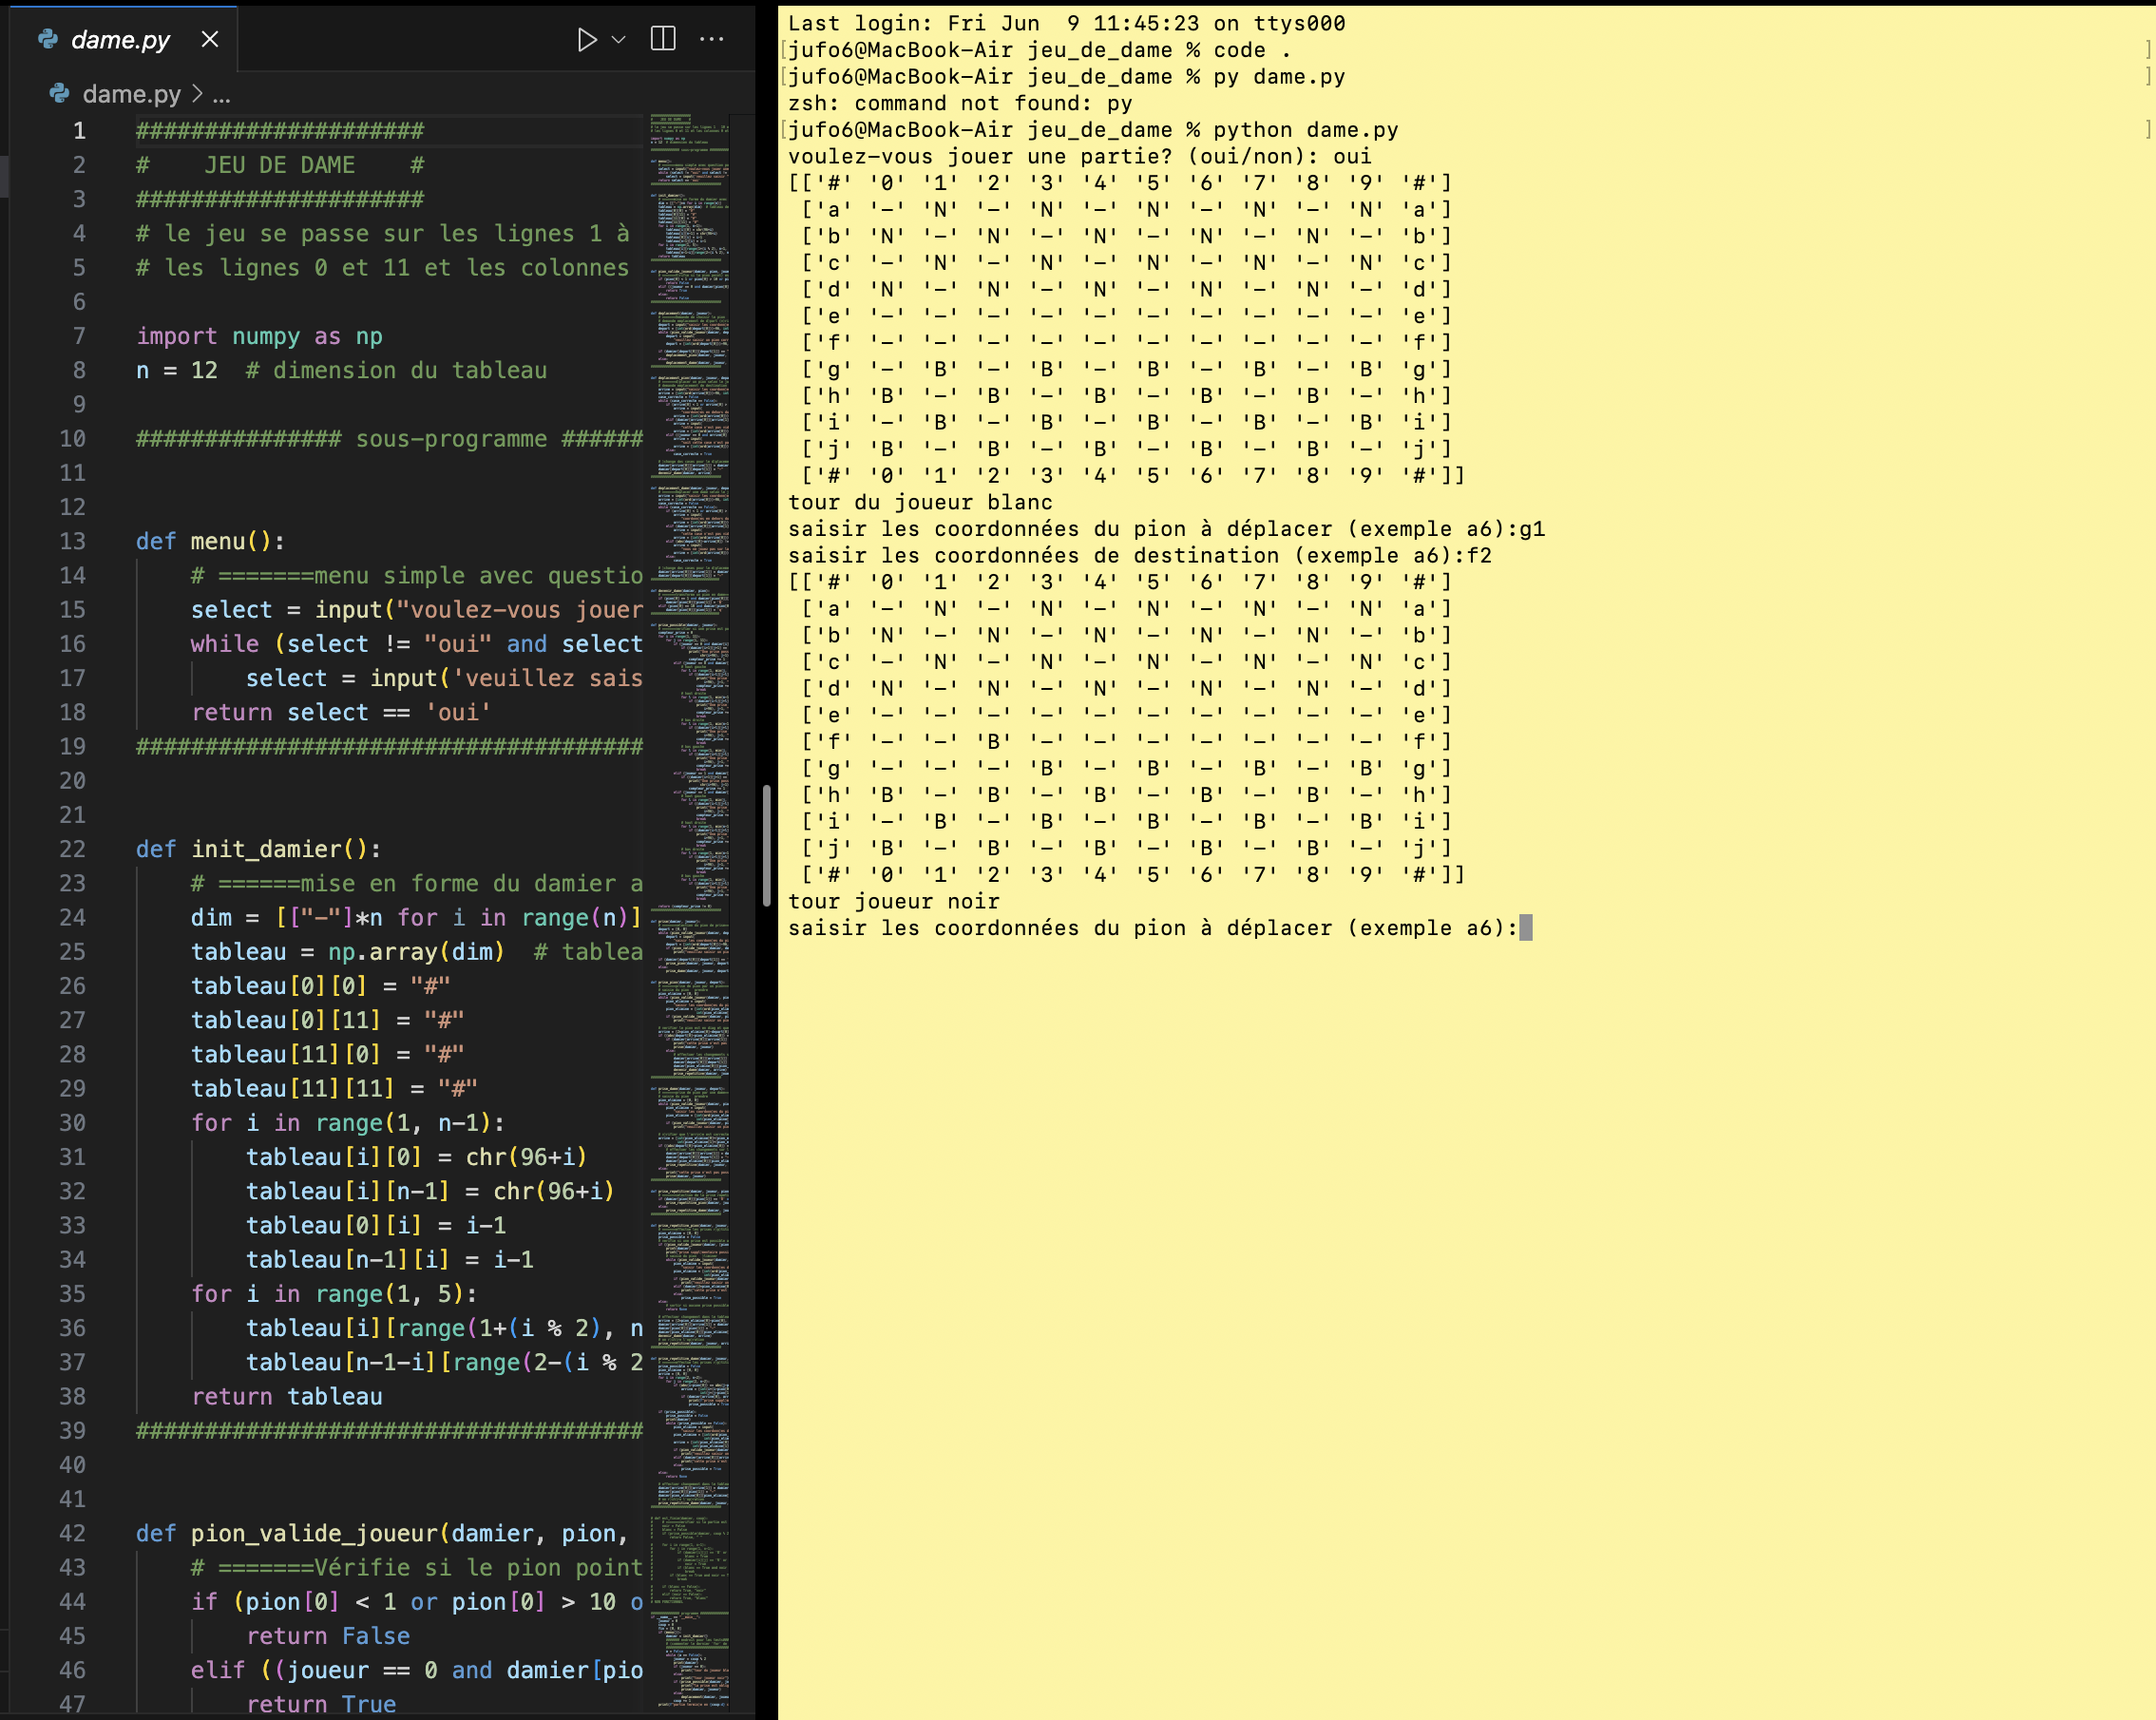 dame.py
dame.py > ...
1 #####################
2 #    JEU DE DAME    #
3 #####################
4 # le jeu se passe sur les lignes 1 à
5 # les lignes 0 et 11 et les colonnes
6
7 import numpy as np
8 n = 12  # dimension du tableau
9
10 ############### sous-programme ######
11
12
13 def menu():
14     # =======menu simple avec questio
15     select = input("voulez-vous jouer
16     while (select != "oui" and select
17         select = input('veuillez sais
18     return select == 'oui'
19 #####################################
20
21
22 def init_damier():
23     # ======mise en forme du damier a
24     dim = [["-"]*n for i in range(n)]
25     tableau = np.array(dim)  # tablea
26     tableau[0][0] = "#"
27     tableau[0][11] = "#"
28     tableau[11][0] = "#"
29     tableau[11][11] = "#"
30     for i in range(1, n-1):
31         tableau[i][0] = chr(96+i)
32         tableau[i][n-1] = chr(96+i)
33         tableau[0][i] = i-1
34         tableau[n-1][i] = i-1
35     for i in range(1, 5):
36         tableau[i][range(1+(i % 2), n
37         tableau[n-1-i][range(2-(i % 2
38     return tableau
39 #####################################
40
41
42 def pion_valide_joueur(damier, pion,
43     # =======Vérifie si le pion point
44     if (pion[0] < 1 or pion[0] > 10 o
45         return False
46     elif ((joueur == 0 and damier[pio
47         return True
Last login: Fri Jun  9 11:45:23 on ttys000
[jufo6@MacBook-Air jeu_de_dame % code .                                ]
[jufo6@MacBook-Air jeu_de_dame % py dame.py                            ]
zsh: command not found: py
[jufo6@MacBook-Air jeu_de_dame % python dame.py                        ]
voulez-vous jouer une partie? (oui/non): oui
[['#' '0' '1' '2' '3' '4' '5' '6' '7' '8' '9' '#']
 ['a' '-' 'N' '-' 'N' '-' 'N' '-' 'N' '-' 'N' 'a']
 ['b' 'N' '-' 'N' '-' 'N' '-' 'N' '-' 'N' '-' 'b']
 ['c' '-' 'N' '-' 'N' '-' 'N' '-' 'N' '-' 'N' 'c']
 ['d' 'N' '-' 'N' '-' 'N' '-' 'N' '-' 'N' '-' 'd']
 ['e' '-' '-' '-' '-' '-' '-' '-' '-' '-' '-' 'e']
 ['f' '-' '-' '-' '-' '-' '-' '-' '-' '-' '-' 'f']
 ['g' '-' 'B' '-' 'B' '-' 'B' '-' 'B' '-' 'B' 'g']
 ['h' 'B' '-' 'B' '-' 'B' '-' 'B' '-' 'B' '-' 'h']
 ['i' '-' 'B' '-' 'B' '-' 'B' '-' 'B' '-' 'B' 'i']
 ['j' 'B' '-' 'B' '-' 'B' '-' 'B' '-' 'B' '-' 'j']
 ['#' '0' '1' '2' '3' '4' '5' '6' '7' '8' '9' '#']]
tour du joueur blanc
saisir les coordonnées du pion à déplacer (exemple a6):g1
saisir les coordonnées de destination (exemple a6):f2
[['#' '0' '1' '2' '3' '4' '5' '6' '7' '8' '9' '#']
 ['a' '-' 'N' '-' 'N' '-' 'N' '-' 'N' '-' 'N' 'a']
 ['b' 'N' '-' 'N' '-' 'N' '-' 'N' '-' 'N' '-' 'b']
 ['c' '-' 'N' '-' 'N' '-' 'N' '-' 'N' '-' 'N' 'c']
 ['d' 'N' '-' 'N' '-' 'N' '-' 'N' '-' 'N' '-' 'd']
 ['e' '-' '-' '-' '-' '-' '-' '-' '-' '-' '-' 'e']
 ['f' '-' '-' 'B' '-' '-' '-' '-' '-' '-' '-' 'f']
 ['g' '-' '-' '-' 'B' '-' 'B' '-' 'B' '-' 'B' 'g']
 ['h' 'B' '-' 'B' '-' 'B' '-' 'B' '-' 'B' '-' 'h']
 ['i' '-' 'B' '-' 'B' '-' 'B' '-' 'B' '-' 'B' 'i']
 ['j' 'B' '-' 'B' '-' 'B' '-' 'B' '-' 'B' '-' 'j']
 ['#' '0' '1' '2' '3' '4' '5' '6' '7' '8' '9' '#']]
tour joueur noir
saisir les coordonnées du pion à déplacer (exemple a6):